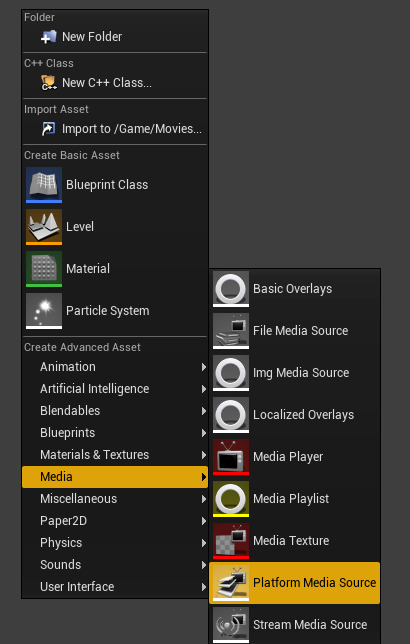 Folder
New Folder
C++ Class
New C++ Class...
Import Asset
Import to /Game/Movies...
Create Basic Asset
Blueprint Class
Level
Material
Particle System
Create Advanced Asset
Animation
Artificial Intelligence
Blendables
Blueprints
Materials & Textures
Media
Miscellaneous
Paper2D
Physics
Sounds
User Interface
Basic Overlays
File Media Source
Img Media Source
Localized Overlays
Media Player
Media Playlist
Media Texture
Platform Media Source
Stream Media Source